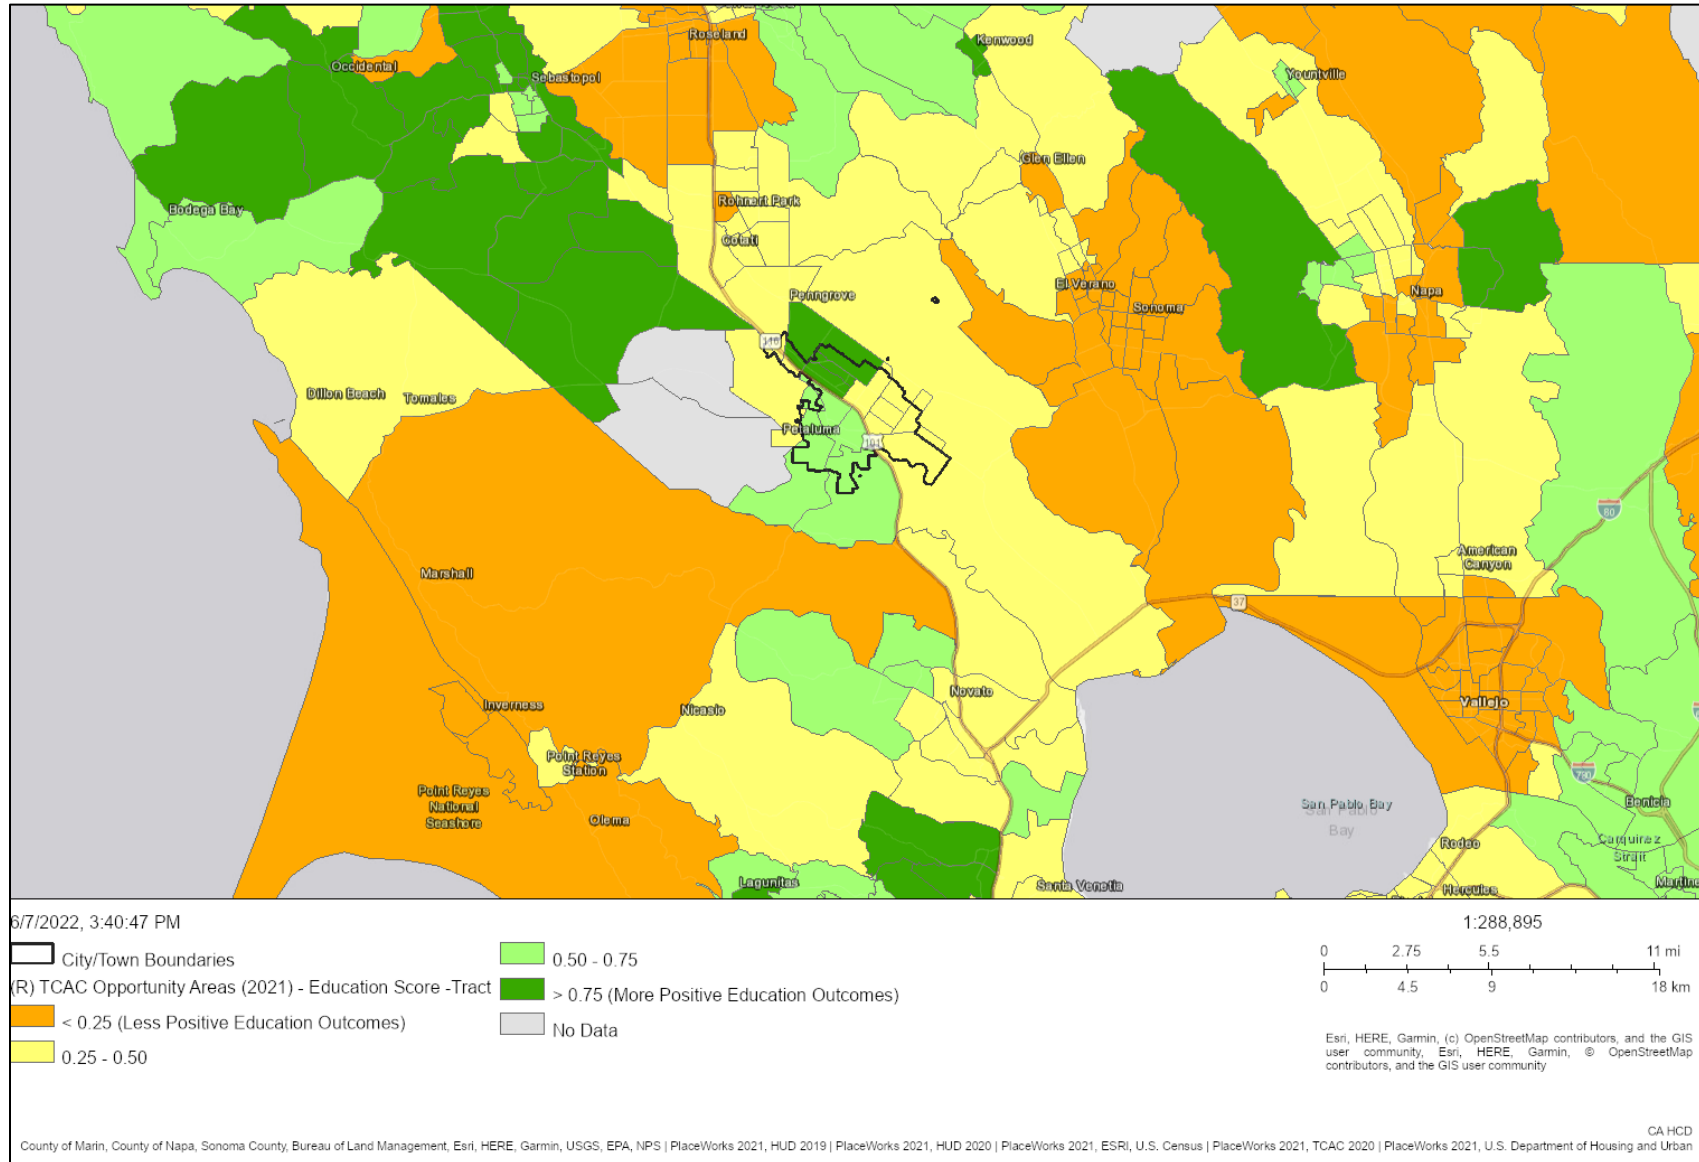 Roseland
Kenwood
Occidental
Sebastopol
Yountville
Glen Ellen
Bodega Bay
Rohnert Park
Cotati
El Verano
Sonoma
Napa
Penngrove
116
Dillon Beach
Tomales
Petaluma
101
80
American
Canyon
Marshall
37
Inverness
Nicasio
Novato
Vallejo
Point Reyes
Station
780
Point Reyes
National
Seashore
Olema
San Pablo Bay
San Pablo
Bay
Benicia
Carquinez
Strait
Rodeo
Lagunitas
Santa Venetia
Hercules
Martine
6/7/2022, 3:40:47 PM
City/Town Boundaries
(R) TCAC Opportunity Areas (2021) - Education Score -Tract
< 0.25 (Less Positive Education Outcomes)
0.25 - 0.50
0.50 - 0.75
> 0.75 (More Positive Education Outcomes)
No Data
1:288,895
0 2.75 5.5 11 mi
0 4.5 9 18 km
Esri, HERE, Garmin, (c) OpenStreetMap contributors, and the GIS
user community, Esri, HERE, Garmin, © OpenStreetMap
contributors, and the GIS user community
CA HCD
County of Marin, County of Napa, Sonoma County, Bureau of Land Management, Esri, HERE, Garmin, USGS, EPA, NPS | PlaceWorks 2021, HUD 2019 | PlaceWorks 2021, HUD 2020 | PlaceWorks 2021, ESRI, U.S. Census | PlaceWorks 2021, TCAC 2020 | PlaceWorks 2021, U.S. Department of Housing and Urban